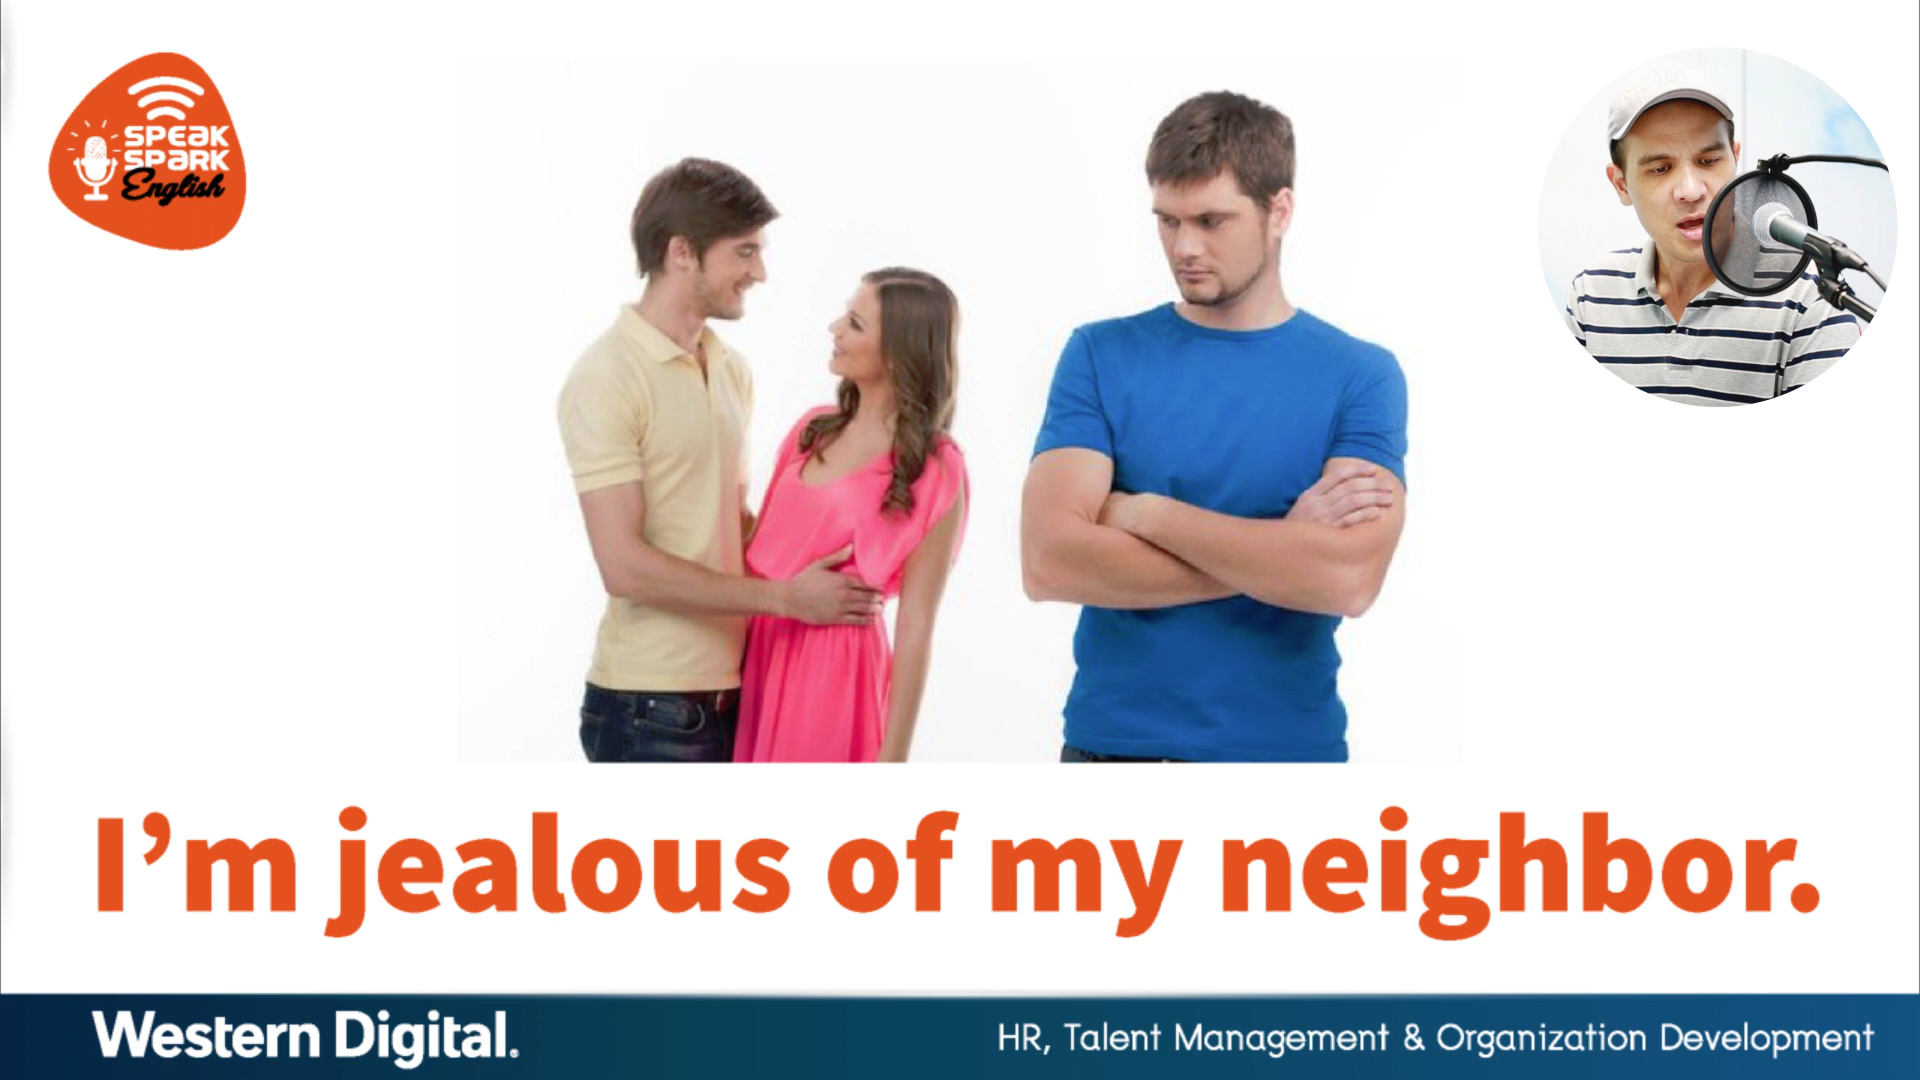 SPEAK
SPARK
English
I'm jealous of my neighbor.
Western Digital.
HR, Talent Management & Organization Development